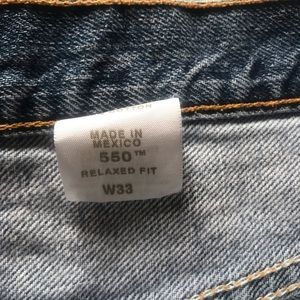 MADE IN
MEXICO
550™
RELAXED FIT
W33